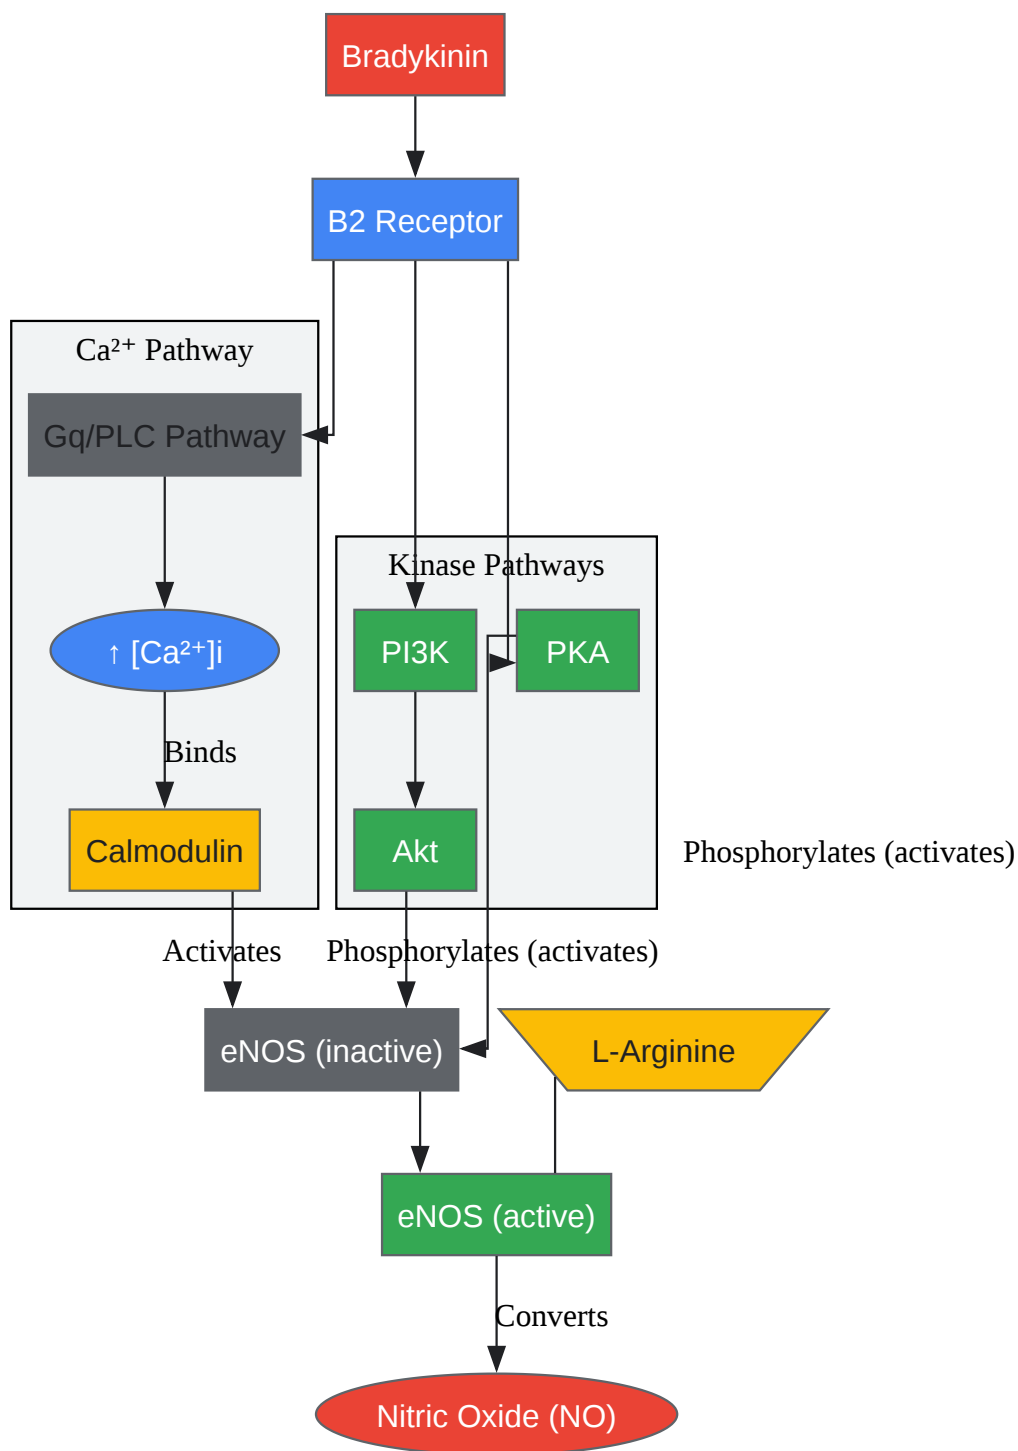 Bradykinin
B2 Receptor
Ca²⁺ Pathway
Gq/PLC Pathway
Kinase Pathways
↑ [Ca²⁺]i
PI3K
PKA
Binds
Calmodulin
Akt
Phosphorylates (activates)
Activates
Phosphorylates (activates)
eNOS (inactive)
L-Arginine
eNOS (active)
Converts
Nitric Oxide (NO)